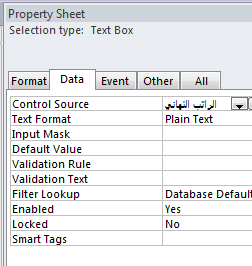 Property Sheet
Selection type: Text Box
Format Data Event Other All
Control Source الراتب النهائي
Text Format Plain Text
Input Mask
Default Value
Validation Rule
Validation Text
Filter Lookup Database Default
Enabled Yes
Locked No
Smart Tags